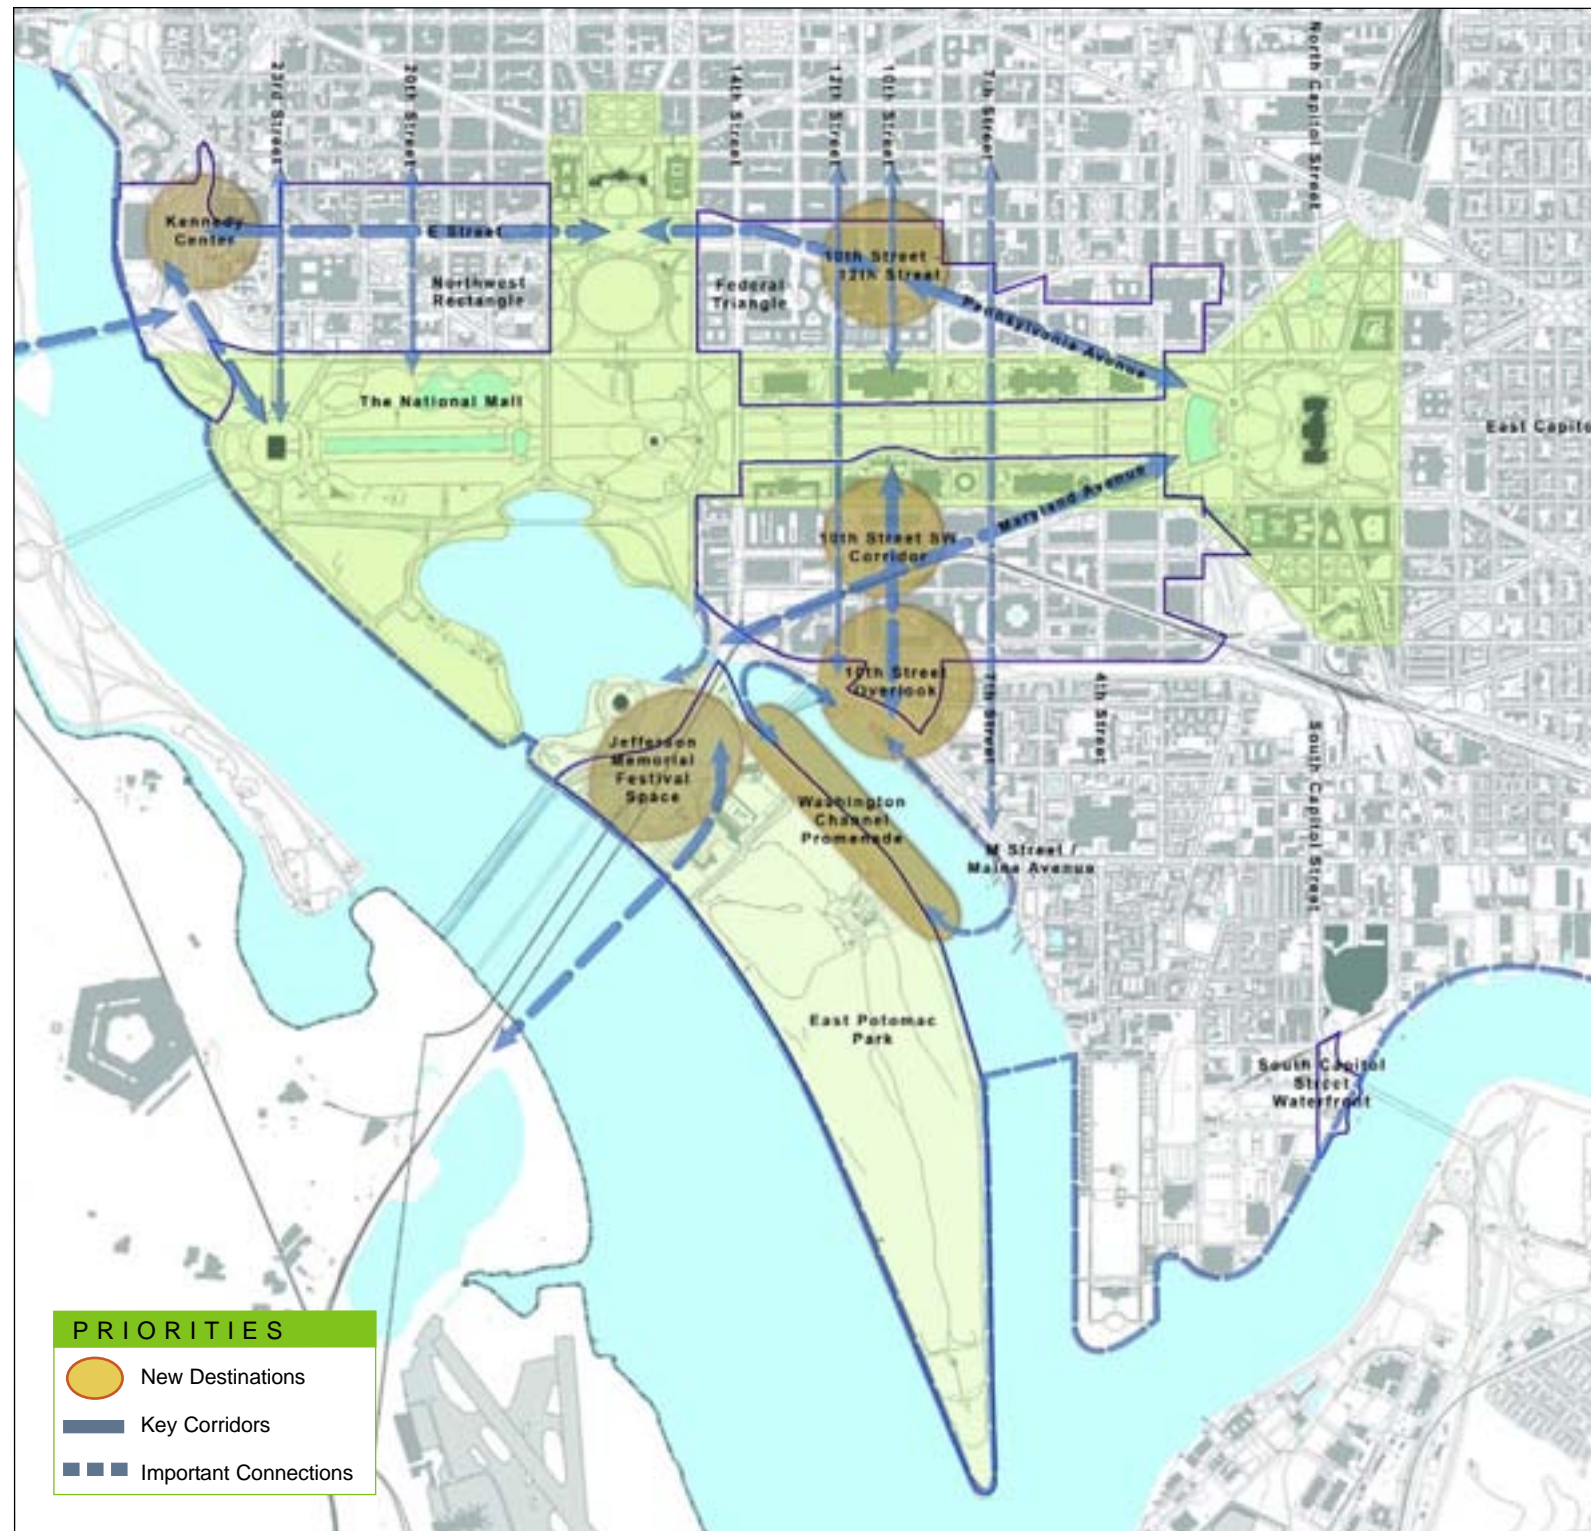 23rd Street
20th Street
14th Street
12th Street
10th Street
7th Street
North Capitol Street
Kennedy
Center
E Street
Northwest
Rectangle
Federal
Triangle
10th Street -
12th Street
Pennsylvania Avenue
The National Mall
East Capito
Maryland Avenue
10th Street SW
Corridor
10th Street
Overlook
7th Street
4th Street
South Capitol Street
Jefferson
Memorial
Festival
Space
Washington
Channel
Promenade
M Street /
Maine Avenue
East Potomac
Park
South Capitol
Street
Waterfront
PRIORITIES
New Destinations
Key Corridors
Important Connections